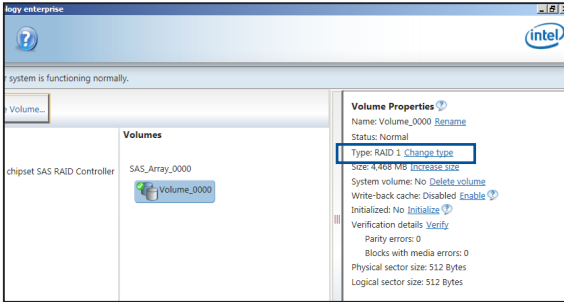 ology enterprise
intel
r system is functioning normally.
e Volume...
chipset SAS RAID Controller
Volumes
SAS_Array_0000
Volume_0000
Volume Properties
Name: Volume_0000 Rename
Status: Normal
Type: RAID 1 Change type
Size: 4,468 MB Increase size
System volume: No Delete volume
Write-back cache: Disabled Enable
Initialized: No Initialize
Verification details Verify
Parity errors: 0
Blocks with media errors: 0
Physical sector size: 512 Bytes
Logical sector size: 512 Bytes